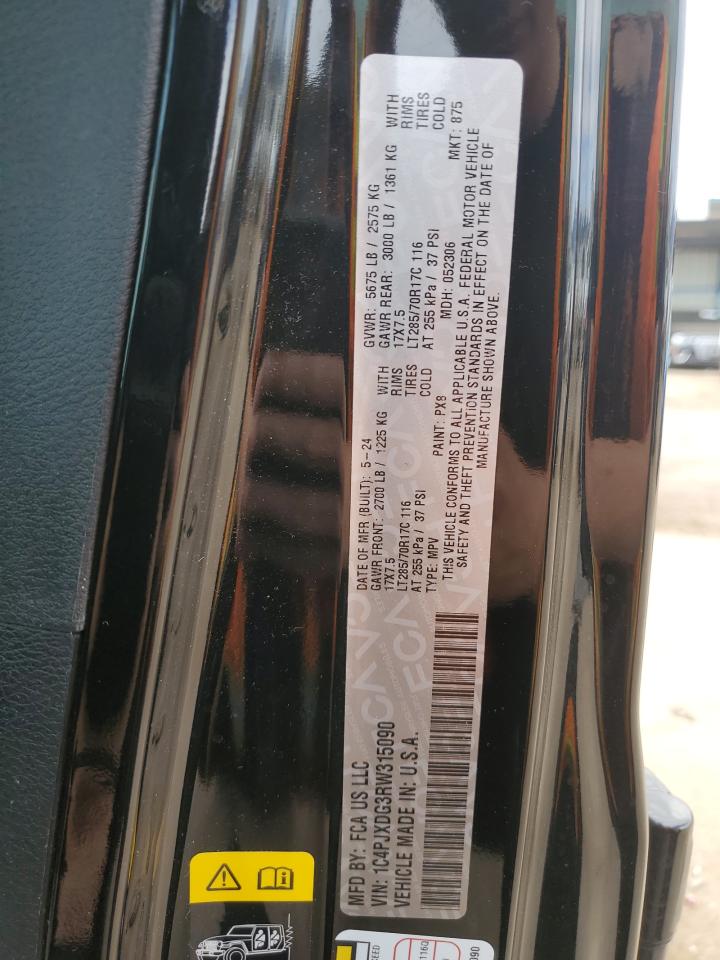 MFD BY: FCA US LLC
DATE OF MFR (BUILT): 5-24
GVWR: 5675 LB / 2575 KG
VIN: 1C4PJXDG3RW315090
GAWR FRONT: 2700 LB / 1225 KG WITH
GAWR REAR: 3000 LB / 1361 KG WITH
VEHICLE MADE IN: U.S.A.
17X7.5 RIMS
17X7.5 RIMS
LT285/70R17C 116 TIRES
LT285/70R17C 116 TIRES
AT 255 kPa / 37 PSI COLD
AT 255 kPa / 37 PSI COLD
TYPE: MPV
PAINT: PX8
MDH: 052306
MKT: 875
THIS VEHICLE CONFORMS TO ALL APPLICABLE U.S.A. FEDERAL MOTOR VEHICLE
SAFETY AND THEFT PREVENTION STANDARDS IN EFFECT ON THE DATE OF
MANUFACTURE SHOWN ABOVE.
116Q
090